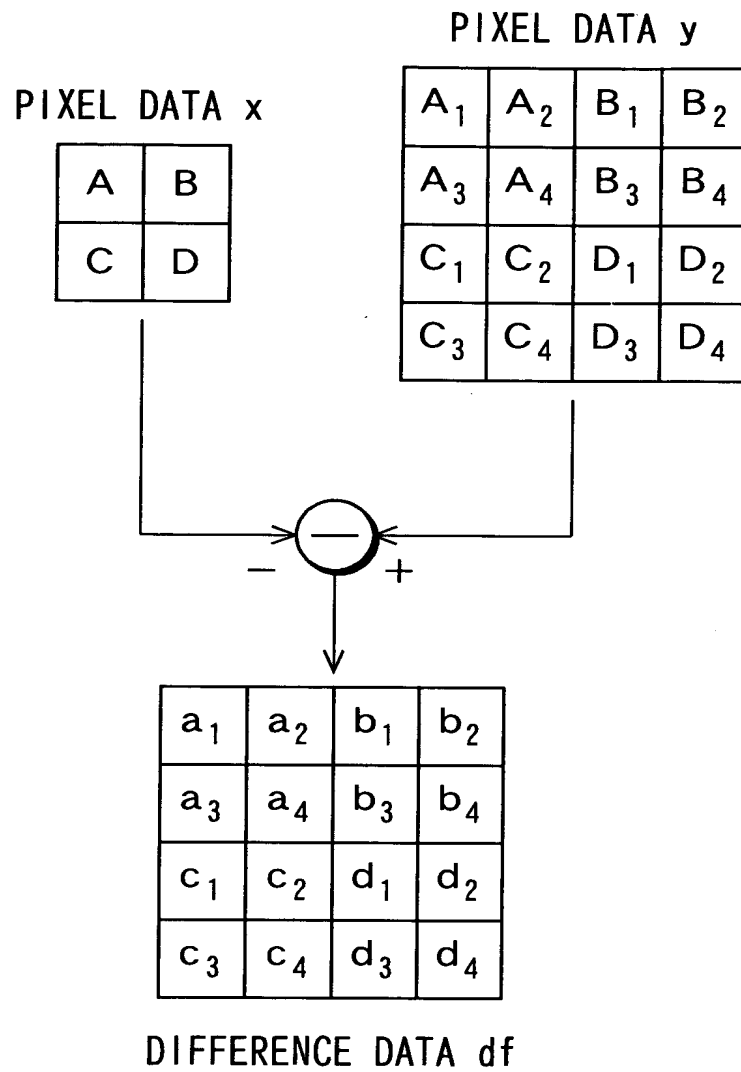 PIXEL DATA y
PIXEL DATA x
A₁ A₂ B₁ B₂
A₃ A₄ B₃ B₄
C₁ C₂ D₁ D₂
C₃ C₄ D₃ D₄
A B
C D
−
− +
a₁ a₂ b₁ b₂
a₃ a₄ b₃ b₄
c₁ c₂ d₁ d₂
c₃ c₄ d₃ d₄
DIFFERENCE DATA df